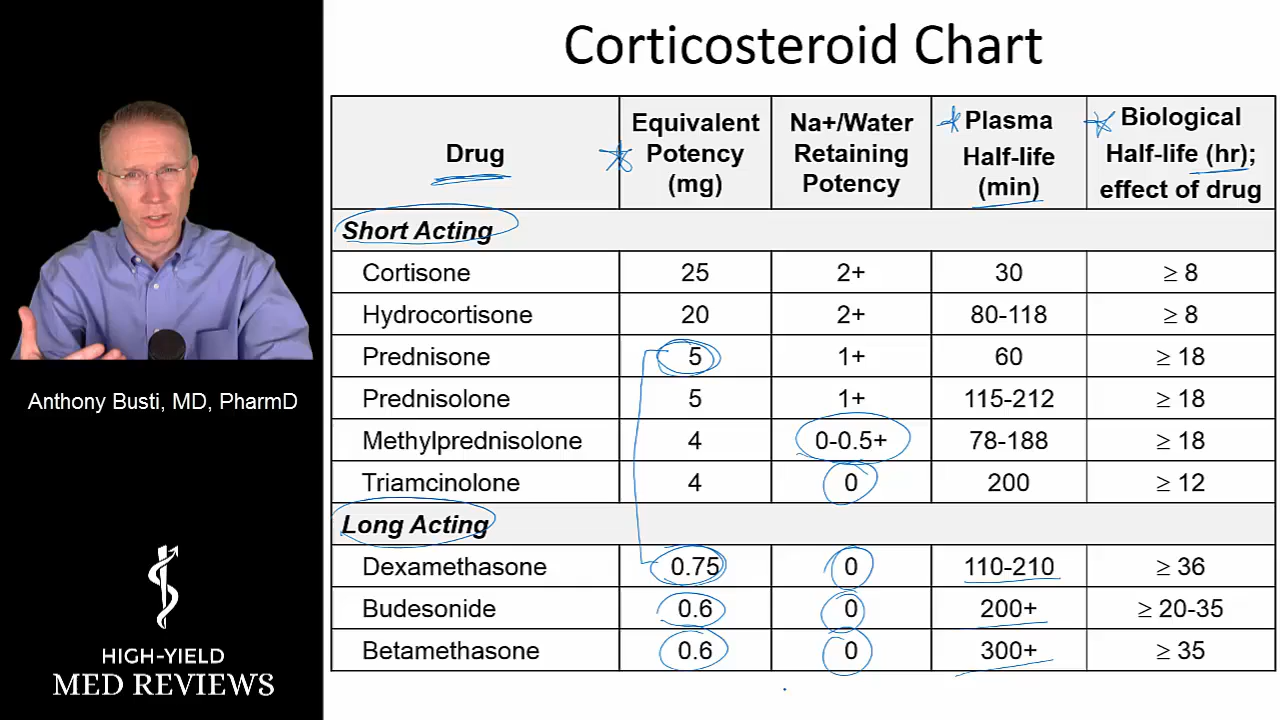 Corticosteroid Chart
Drug
Equivalent
Potency
(mg)
Na+/Water
Retaining
Potency
Plasma
Half-life
(min)
Biological
Half-life (hr);
effect of drug
Short Acting
Cortisone 25 2+ 30 ≥ 8
Hydrocortisone 20 2+ 80-118 ≥ 8
Prednisone 5 1+ 60 ≥ 18
Prednisolone 5 1+ 115-212 ≥ 18
Methylprednisolone 4 0-0.5+ 78-188 ≥ 18
Triamcinolone 4 0 200 ≥ 12
Long Acting
Dexamethasone 0.75 0 110-210 ≥ 36
Budesonide 0.6 0 200+ ≥ 20-35
Betamethasone 0.6 0 300+ ≥ 35
Anthony Busti, MD, PharmD
HIGH-YIELD
MED REVIEWS